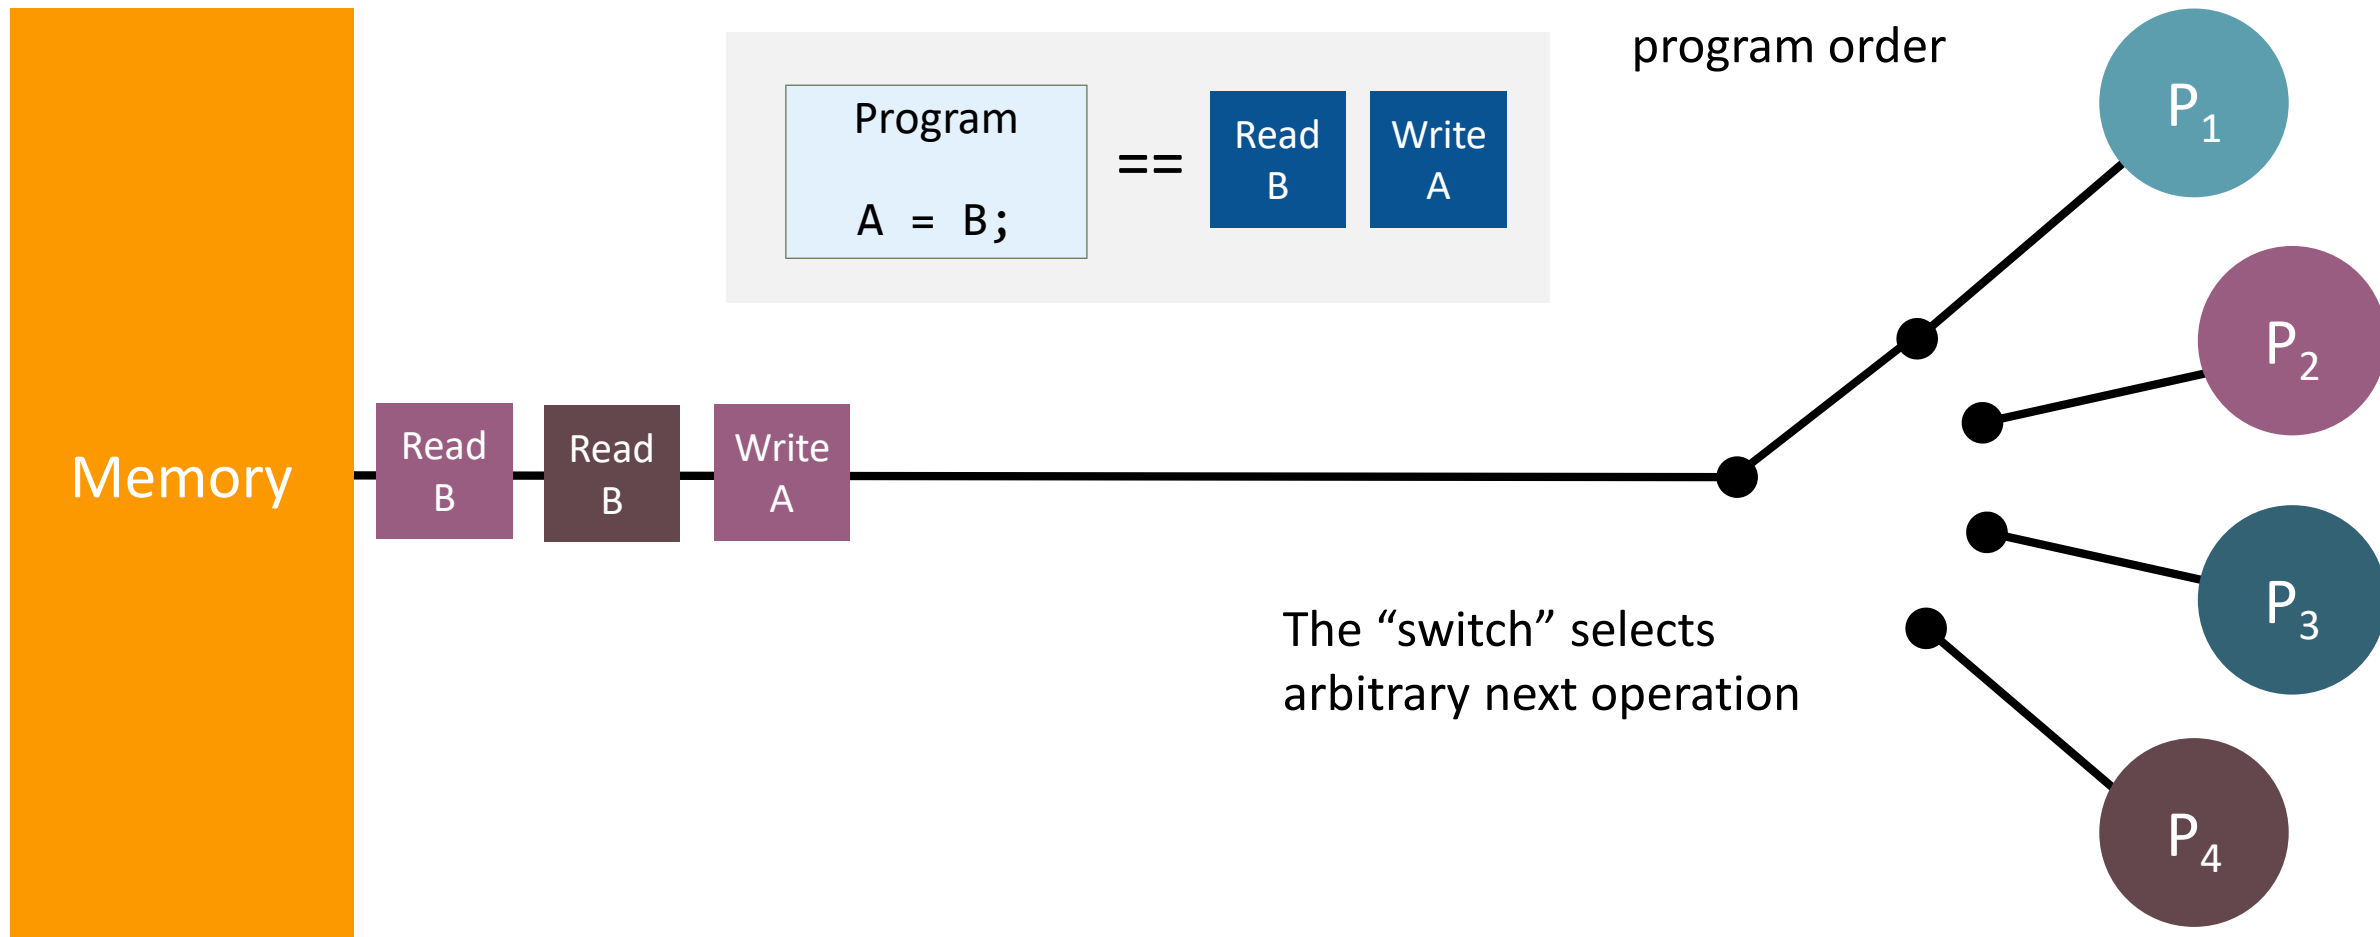 program order
Program
A = B;
==
Read
B
Write
A
P1
P2
Memory
Read
B
Read
B
Write
A
The “switch” selects
arbitrary next operation
P3
P4